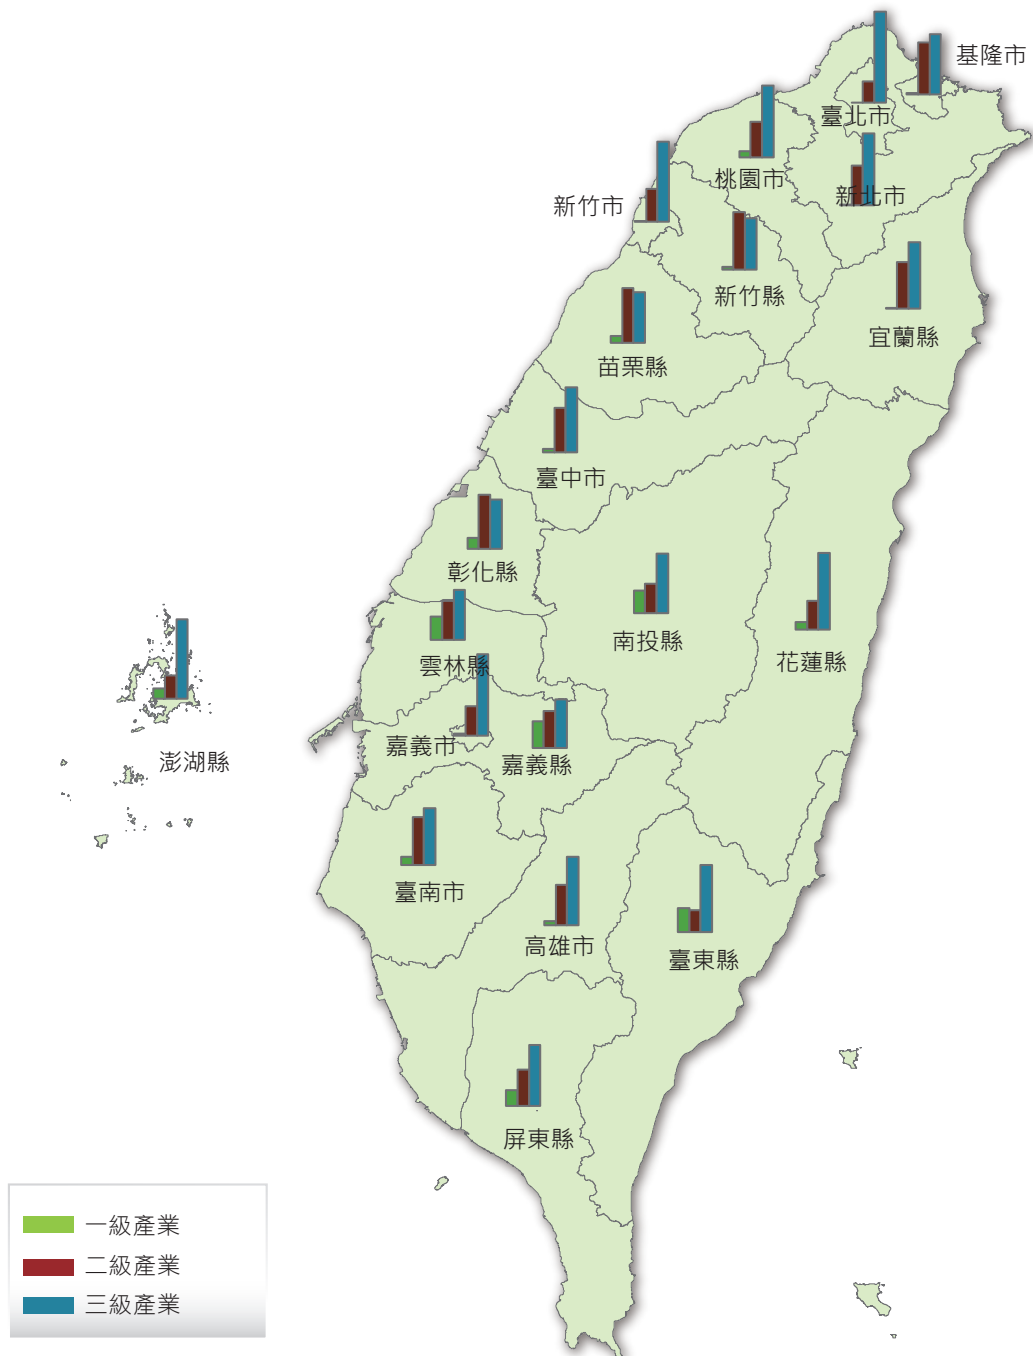 基隆市
臺北市
桃園市
新北市
新竹市
新竹縣
宜蘭縣
苗栗縣
臺中市
彰化縣
南投縣
花蓮縣
雲林縣
嘉義市
嘉義縣
澎湖縣
臺南市
高雄市
臺東縣
屏東縣
一級產業
二級產業
三級產業